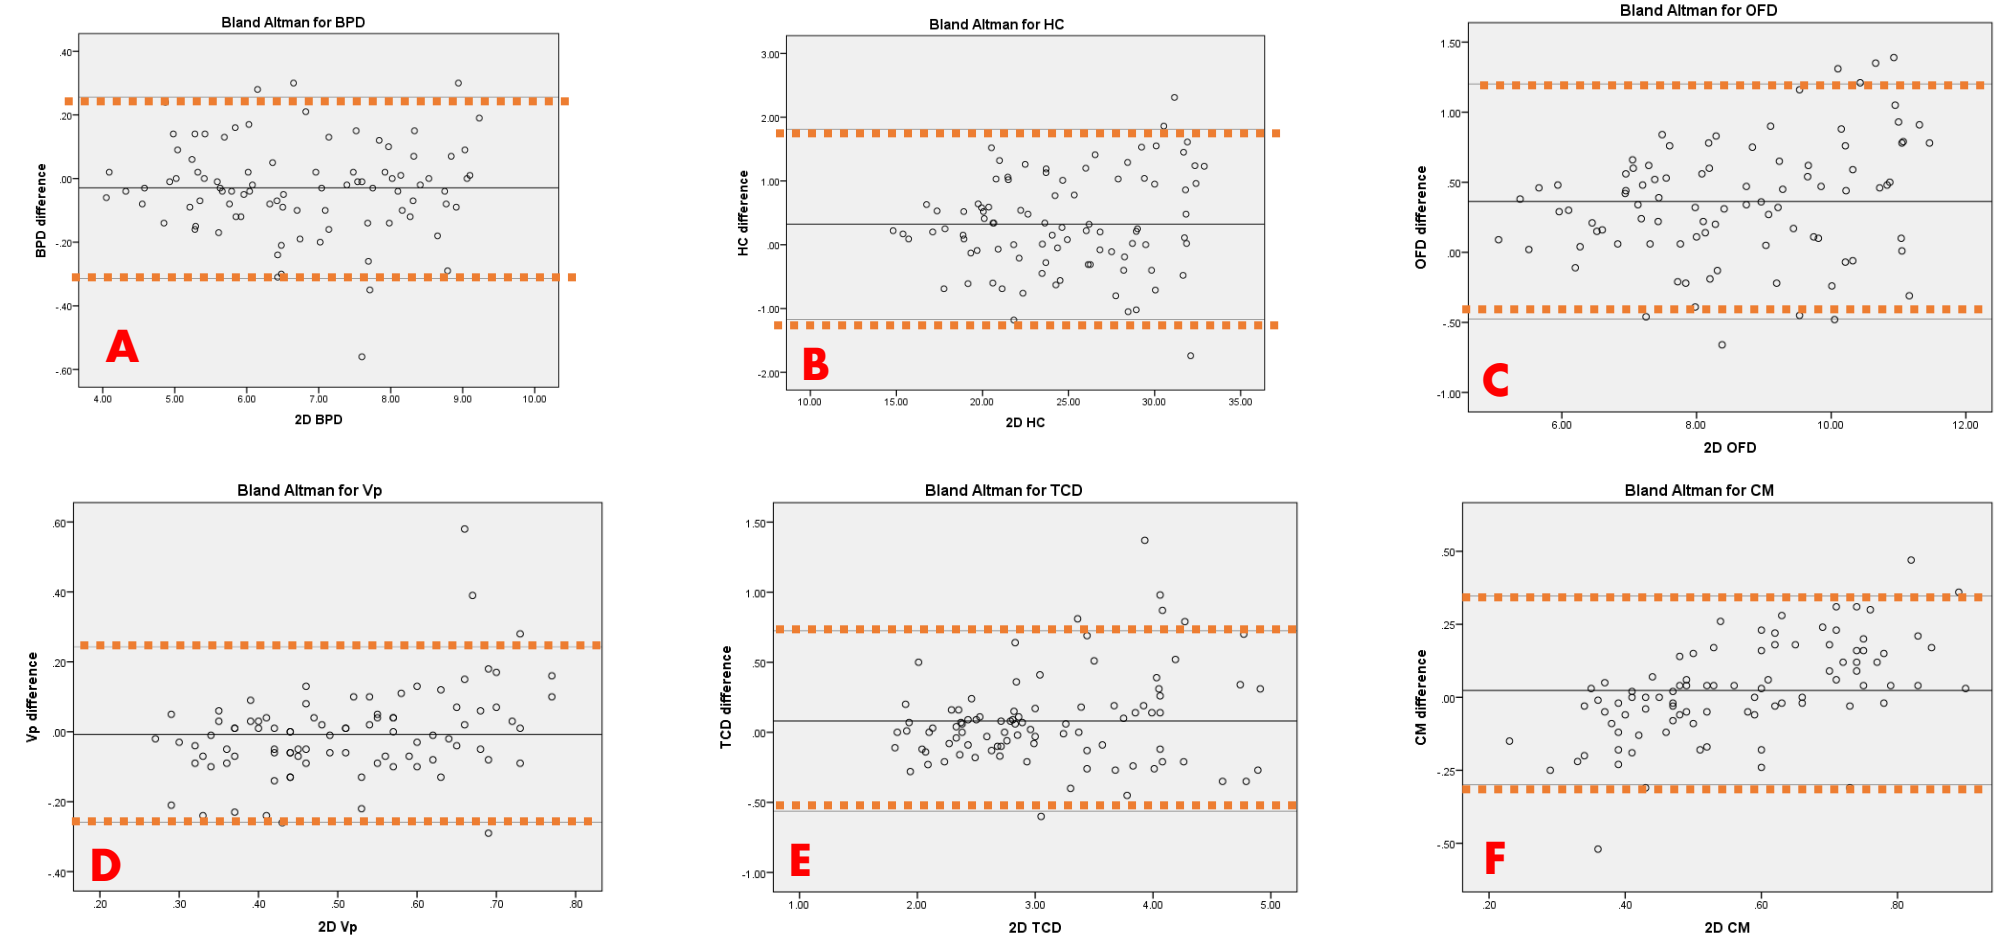 Bland Altman for BPD
BPD difference
.40
.20
.00
-.20
-.40
-.60
4.00 5.00 6.00 7.00 8.00 9.00 10.00
2D BPD
A
Bland Altman for HC
HC difference
3.00
2.00
1.00
.00
-1.00
-2.00
10.00 15.00 20.00 25.00 30.00 35.00
2D HC
B
Bland Altman for OFD
OFD difference
1.50
1.00
.50
.00
-.50
-1.00
6.00 8.00 10.00 12.00
2D OFD
C
Bland Altman for Vp
Vp difference
.60
.40
.20
.00
-.20
-.40
.20 .30 .40 .50 .60 .70 .80
2D Vp
D
Bland Altman for TCD
TCD difference
1.50
1.00
.50
.00
-.50
-1.00
1.00 2.00 3.00 4.00 5.00
2D TCD
E
Bland Altman for CM
CM difference
.50
.25
.00
-.25
-.50
.20 .40 .60 .80
2D CM
F